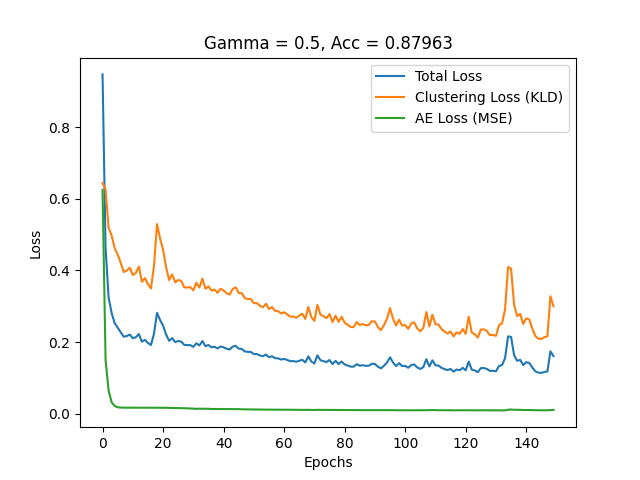 Gamma = 0.5, Acc = 0.87963
Total Loss
Clustering Loss (KLD)
AE Loss (MSE)
Loss
0.8
0.6
0.4
0.2
0.0
0 20 40 60 80 100 120 140
Epochs